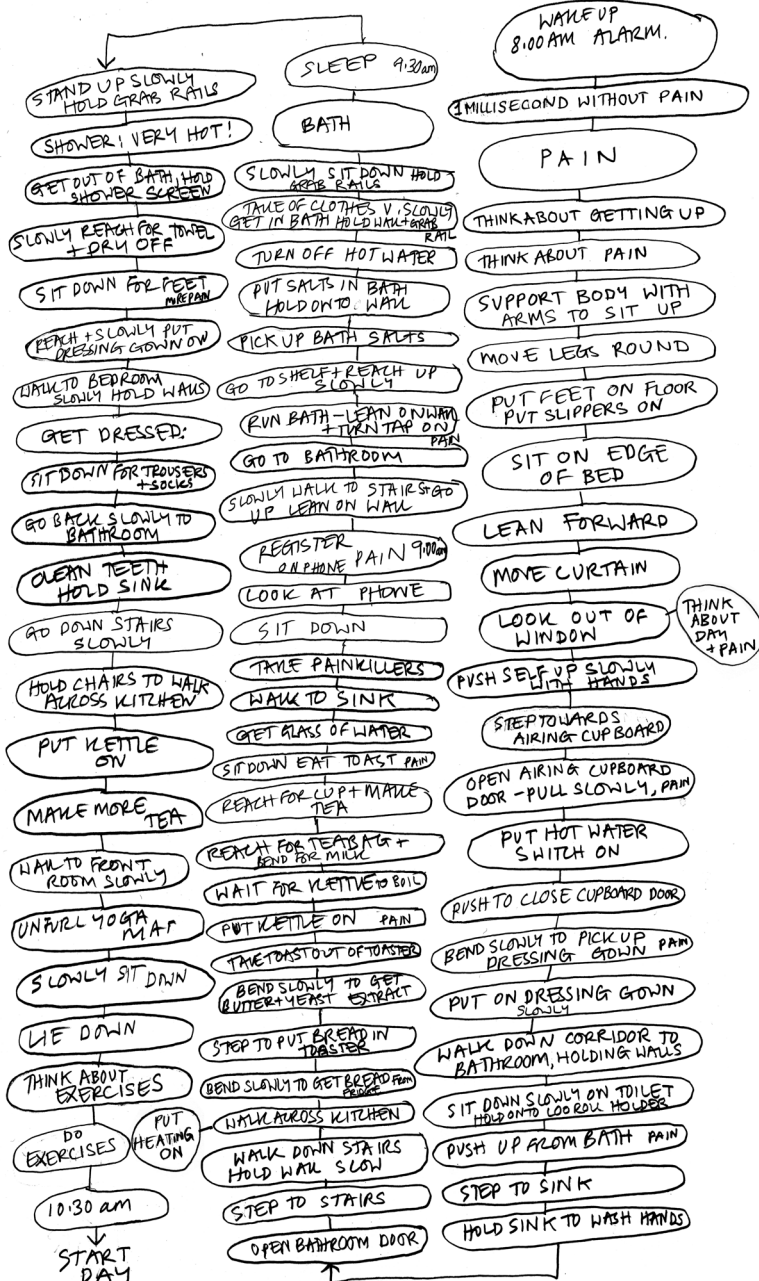 WAKE UP
8:00 AM ALARM.
1 MILLISECOND WITHOUT PAIN
PAIN
THINK ABOUT GETTING UP
THINK ABOUT PAIN
SUPPORT BODY WITH
ARMS TO SIT UP
MOVE LEGS ROUND
PUT FEET ON FLOOR
PUT SLIPPERS ON
SIT ON EDGE
OF BED
LEAN FORWARD
MOVE CURTAIN
LOOK OUT OF
WINDOW
THINK
ABOUT
DAY
+ PAIN
PUSH SELF UP SLOWLY
WITH HANDS
STEP TOWARDS
AIRING CUPBOARD
OPEN AIRING CUPBOARD
DOOR - PULL SLOWLY, PAIN
PUT HOT WATER
SWITCH ON
PUSH TO CLOSE CUPBOARD DOOR
BEND SLOWLY TO PICK UP
DRESSING GOWN PAIN
PUT ON DRESSING GOWN
SLOWLY
WALK DOWN CORRIDOR TO
BATHROOM, HOLDING WALLS
SIT DOWN SLOWLY ON TOILET
HOLD ONTO LOO ROLL HOLDER
PUSH UP FROM BATH PAIN
STEP TO SINK
HOLD SINK TO WASH HANDS
OPEN BATHROOM DOOR
STEP TO STAIRS
WALK DOWN STAIRS
HOLD WALL SLOW
WALK ACROSS KITCHEN
PUT
HEATING
ON
BEND SLOWLY TO GET BREAD FROM
FRIDGE
STEP TO PUT BREAD IN
TOASTER
BEND SLOWLY TO GET
BUTTER + YEAST EXTRACT
TAKE TOAST OUT OF TOASTER
PUT KETTLE ON PAIN
WAIT FOR KETTLE TO BOIL
REACH FOR TEABAG +
BEND FOR MILK
REACH FOR CUP + MAKE
TEA
SIT DOWN EAT TOAST PAIN
GET GLASS OF WATER
WALK TO SINK
TAKE PAINKILLERS
SIT DOWN
LOOK AT PHONE
REGISTER
ON PHONE PAIN 9:00am
SLOWLY WALK TO STAIRS + GO
UP LEAN ON WALL
GO TO BATHROOM
RUN BATH - LEAN ON WALL
+ TURN TAP ON
PAIN
GO TO SHELF + REACH UP
SLOWLY
PICK UP BATH SALTS
PUT SALTS IN BATH
HOLD ONTO WALL
TURN OFF HOT WATER
TAKE OF CLOTHES V. SLOWLY
GET IN BATH HOLD WALL + GRAB
RAIL
SLOWLY SIT DOWN HOLD
GRAB RAILS
BATH
SLEEP 9:30am
STAND UP SLOWLY
HOLD GRAB RAILS
SHOWER: VERY HOT!
GET OUT OF BATH, HOLD
SHOWER SCREEN
SLOWLY REACH FOR TOWEL
+ DRY OFF
SIT DOWN FOR FEET
MORE PAIN
REACH + SLOWLY PUT
DRESSING GOWN ON
WALK TO BEDROOM
SLOWLY HOLD WALLS
GET DRESSED:
SIT DOWN FOR TROUSERS
+ SOCKS
GO BACK SLOWLY TO
BATHROOM
CLEAN TEETH
HOLD SINK
GO DOWN STAIRS
SLOWLY
HOLD CHAIRS TO WALK
ACROSS KITCHEN
PUT KETTLE
ON
MAKE MORE
TEA
WALK TO FRONT
ROOM SLOWLY
UNFURL YOGA
MAT
SLOWLY SIT DOWN
LIE DOWN
THINK ABOUT
EXERCISES
DO
EXERCISES
10:30 am
START
DAY